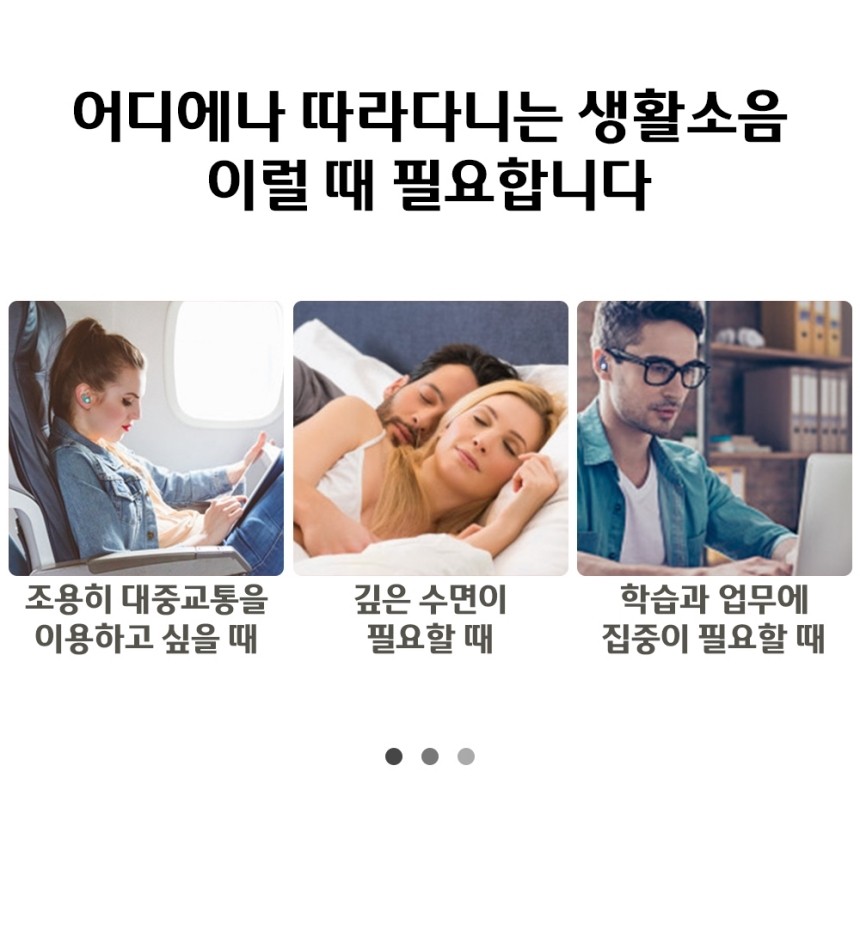 어디에나 따라다니는 생활소음
이럴 때 필요합니다
조용히 대중교통을
이용하고 싶을 때
깊은 수면이
필요할 때
학습과 업무에
집중이 필요할 때